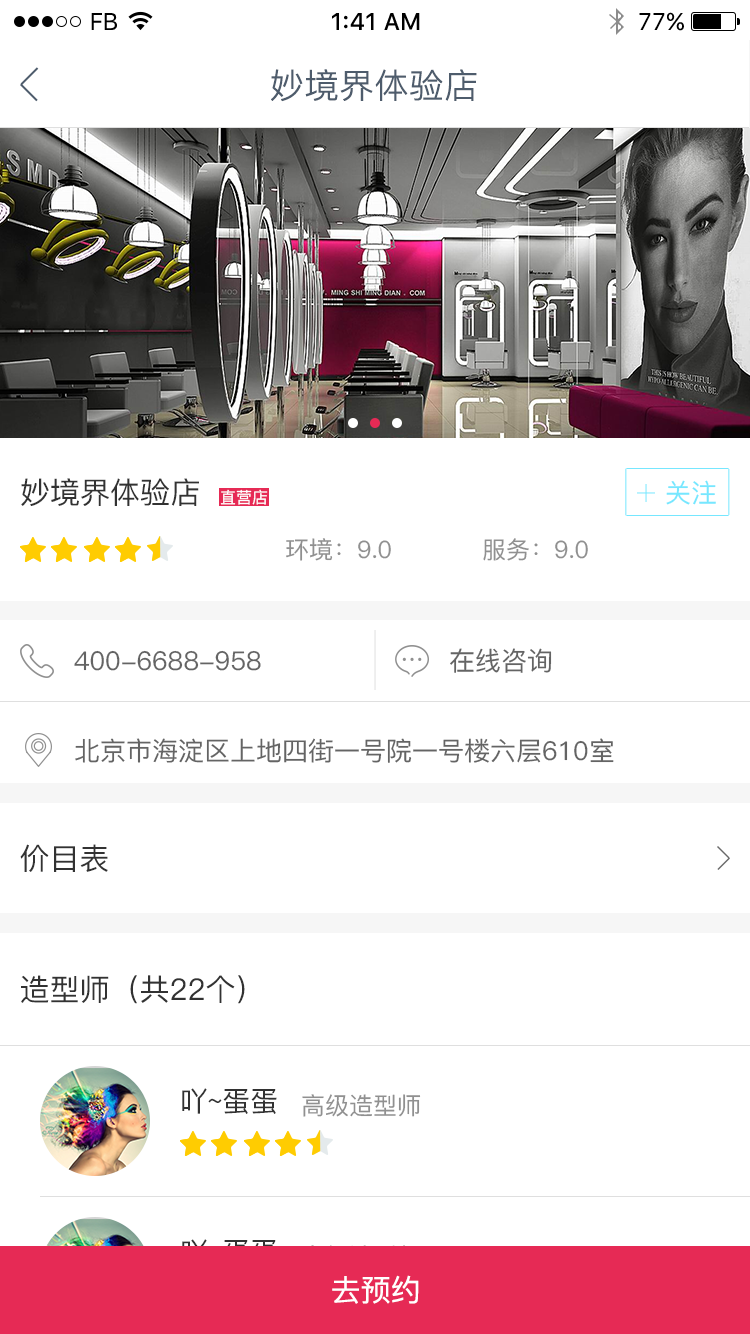 FB 1:41 AM 77%
妙境界体验店
SMD
. MING SHI MING DIAN . COM
THIS IS HOW BEAUTIFUL
HYPO ALLERGENIC CAN BE
妙境界体验店 直营店 + 关注
环境：9.0 服务：9.0
400-6688-958 在线咨询
北京市海淀区上地四街一号院一号楼六层610室
价目表
造型师（共22个）
吖~蛋蛋 高级造型师
去预约